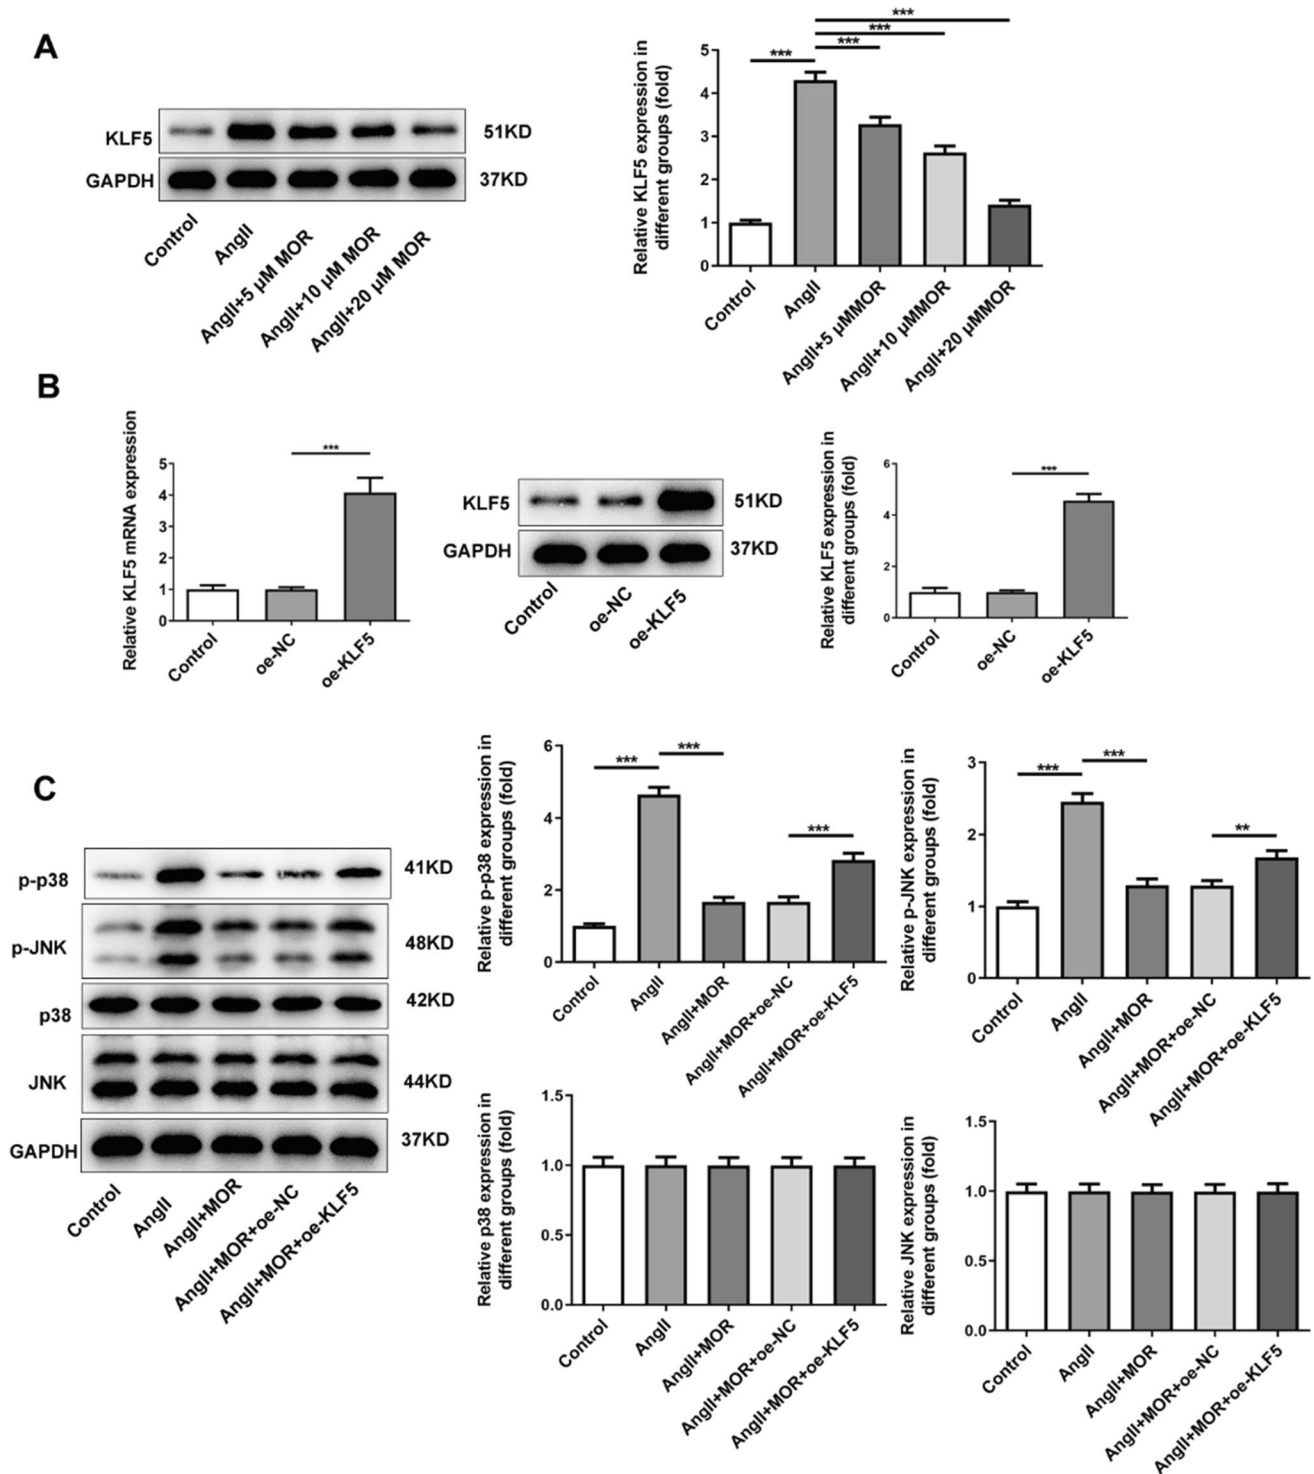 A
KLF5
51KD
GAPDH
37KD
Control
AngII
AngII+5 µM MOR
AngII+10 µM MOR
AngII+20 µM MOR
Relative KLF5 expression in
different groups (fold)
5
4
3
2
1
0
***
***
***
***
Control
AngII
AngII+5 µMMOR
AngII+10 µMMOR
AngII+20 µMMOR
B
Relative KLF5 mRNA expression
5
4
3
2
1
0
***
Control
oe-NC
oe-KLF5
KLF5
51KD
GAPDH
37KD
Control
oe-NC
oe-KLF5
Relative KLF5 expression in
different groups (fold)
6
4
2
0
***
Control
oe-NC
oe-KLF5
C
p-p38
41KD
p-JNK
48KD
p38
42KD
JNK
44KD
GAPDH
37KD
Control
AngII
AngII+MOR
AngII+MOR+oe-NC
AngII+MOR+oe-KLF5
Relative p-p38 expression in
different groups (fold)
6
4
2
0
***
***
***
Control
AngII
AngII+MOR
AngII+MOR+oe-NC
AngII+MOR+oe-KLF5
Relative p-JNK expression in
different groups (fold)
3
2
1
0
***
***
**
Control
AngII
AngII+MOR
AngII+MOR+oe-NC
AngII+MOR+oe-KLF5
Relative p38 expression in
different groups (fold)
1.5
1.0
0.5
0.0
Control
AngII
AngII+MOR
AngII+MOR+oe-NC
AngII+MOR+oe-KLF5
Relative JNK expression in
different groups (fold)
1.5
1.0
0.5
0.0
Control
AngII
AngII+MOR
AngII+MOR+oe-NC
AngII+MOR+oe-KLF5